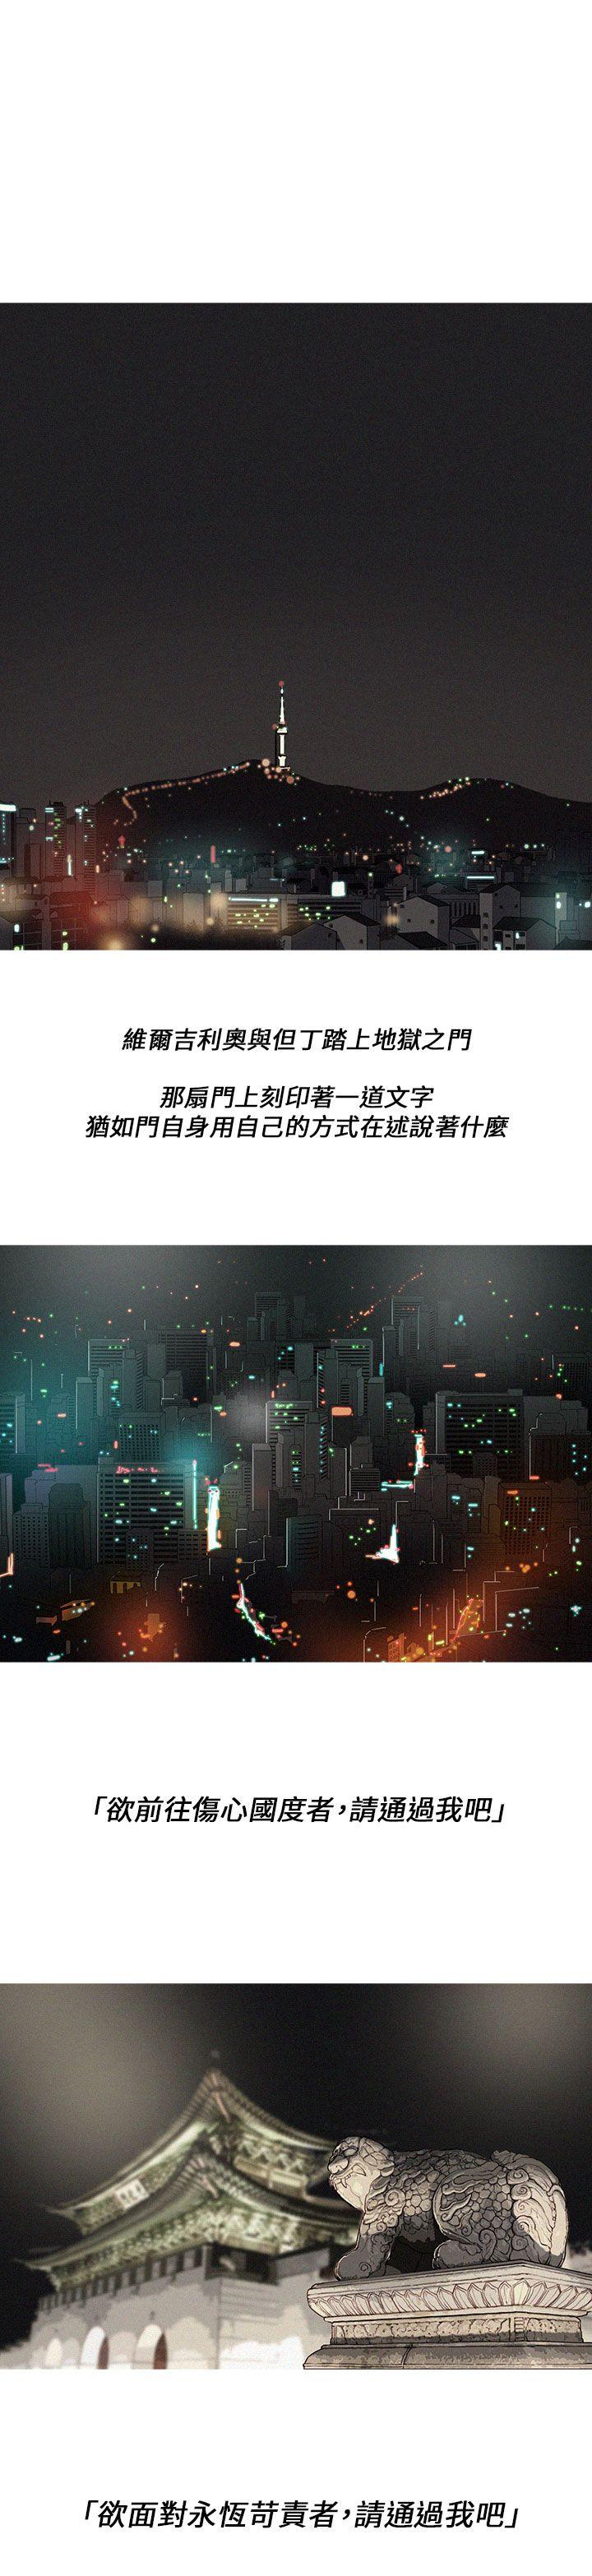 維爾吉利奧與但丁踏上地獄之門
那扇門上刻印著一道文字
猶如門自身用自己的方式在述說著什麼
「欲前往傷心國度者，請通過我吧」
「欲面對永恆苛責者，請通過我吧」